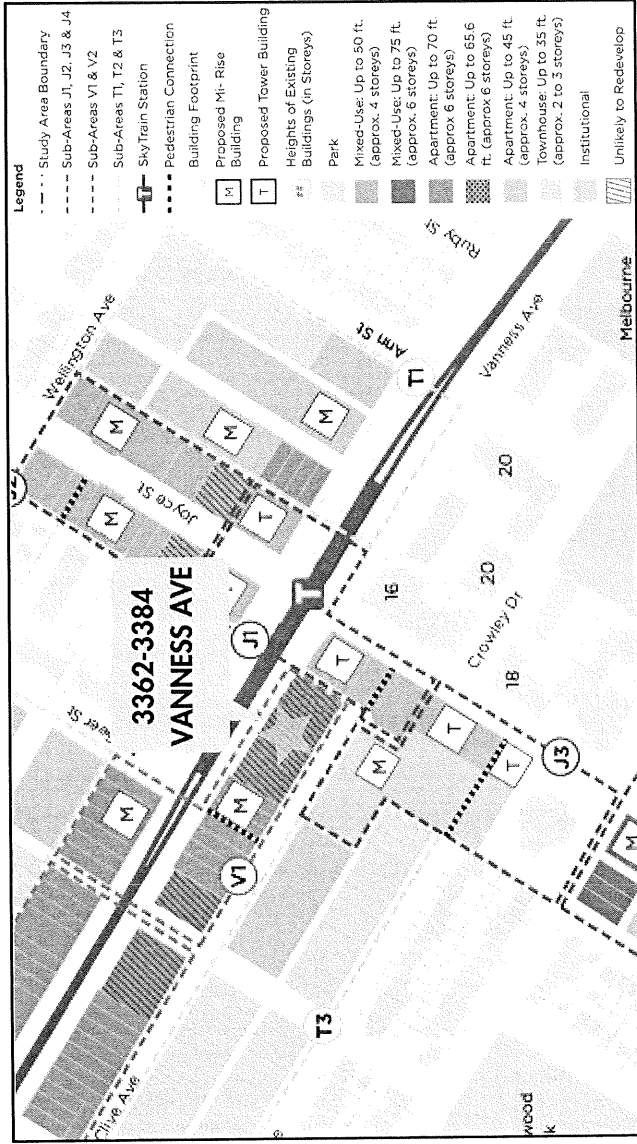 Legend
Study Area Boundary
Sub-Areas J1, J2, J3 & J4
Sub-Areas V1 & V2
Sub-Areas T1, T2 & T3
T
SkyTrain Station
Pedestrian Connection
Building Footprint
M
Proposed Mi- Rise
Building
T
Proposed Tower Building
##
Heights of Existing
Buildings (in Storeys)
Park
Mixed-Use: Up to 50 ft.
(approx. 4 storeys)
Mixed-Use: Up to 75 ft.
(approx. 6 storeys)
Apartment: Up to 70 ft.
(approx. 6 storeys)
Apartment: Up to 65.6
ft. (approx 6 storeys)
Apartment: Up to 45 ft.
(approx. 4 storeys)
Townhouse: Up to 35 ft.
(approx. 2 to 3 storeys)
Institutional
Unlikely to Redevelop
3362-3384
VANNESS AVE
Wellington Ave
Joyce St
Ann St
Ruby St
Vanness Ave
Melbourne
Crowley Dr
Clive Ave
wood
k
J2
J1
J3
V1
T1
T3
T
M
M
M
M
M
T
M
M
T
M
T
T
M
16
20
20
18